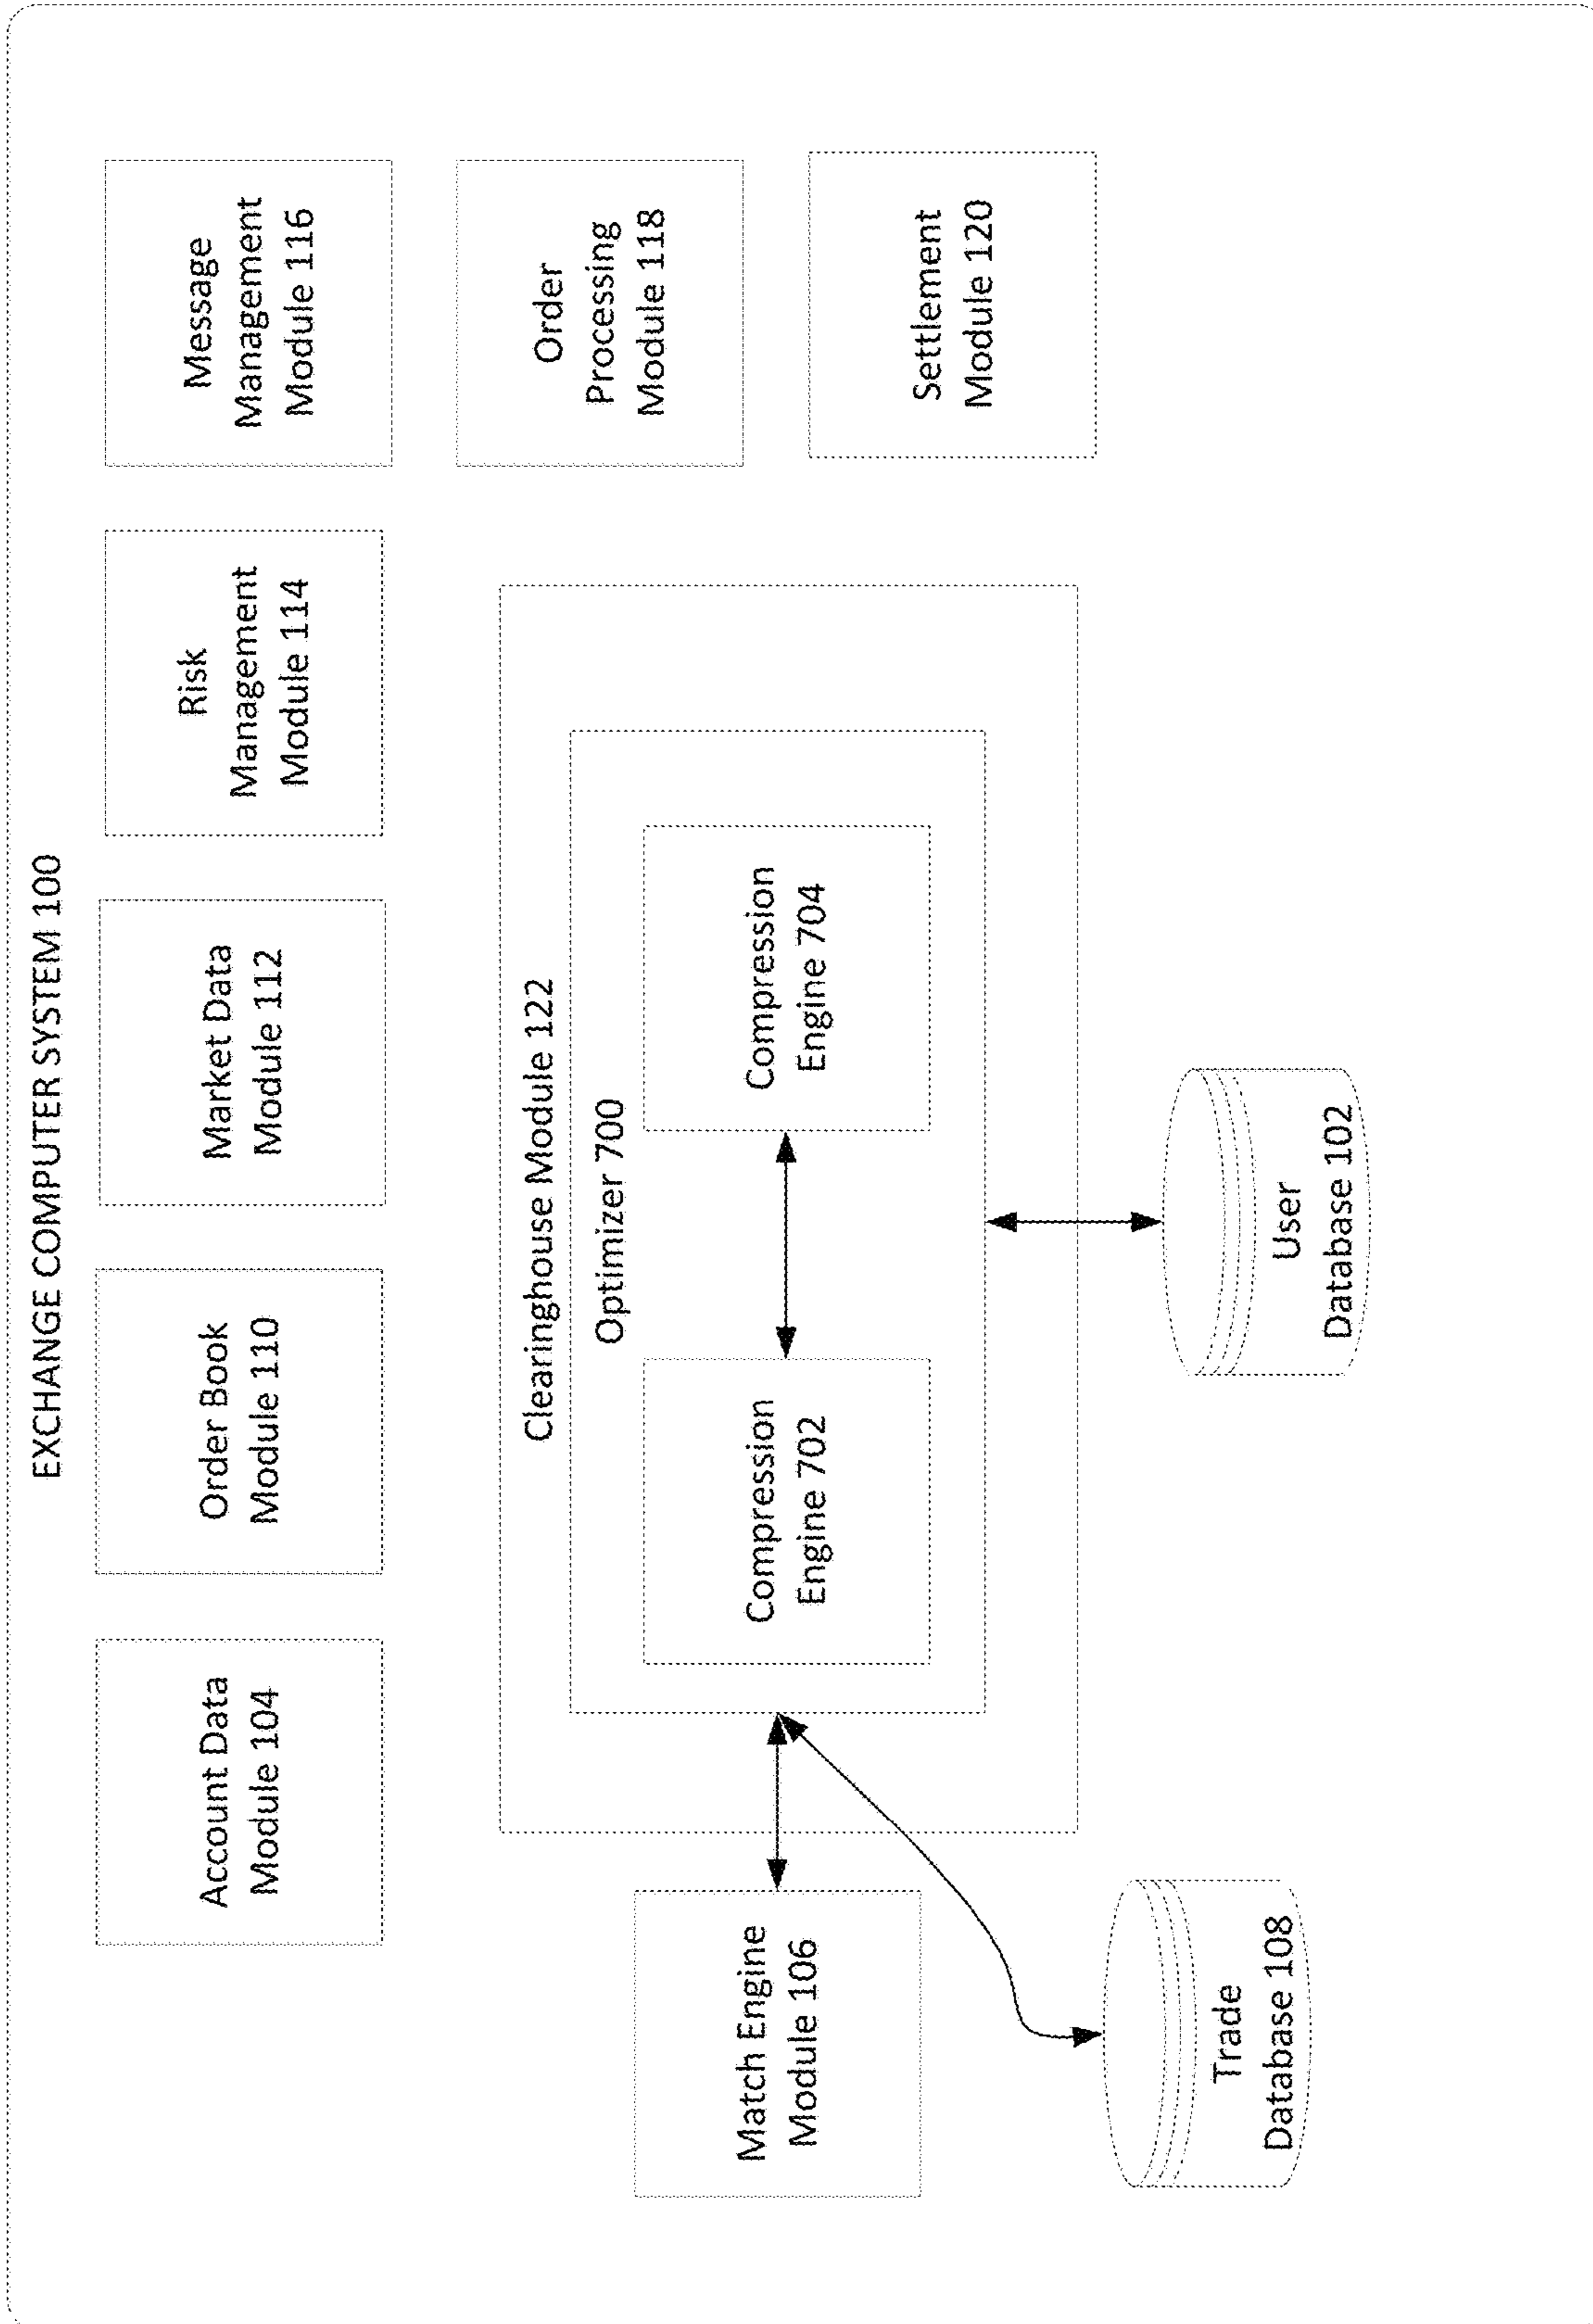 EXCHANGE COMPUTER SYSTEM 100
Account Data
Module 104
Order Book
Module 110
Market Data
Module 112
Risk
Management
Module 114
Message
Management
Module 116
Order
Processing
Module 118
Settlement
Module 120
Clearinghouse Module 122
Optimizer 700
Compression
Engine 702
Compression
Engine 704
Match Engine
Module 106
Trade
Database 108
User
Database 102